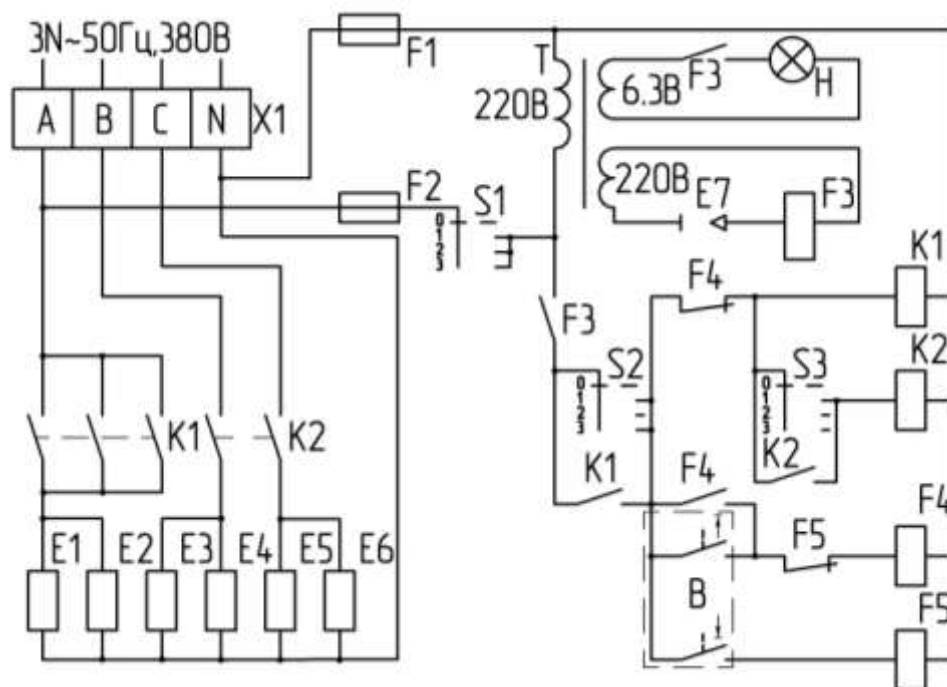 3N~50Гц,380В
F1
T
220В
6.3В
F3
H
A B C N X1
F2
S1
0
1
2
3
220В
E7
F3
K1
F4
F3
K2
S2
0
1
2
3
S3
0
1
2
3
K1
K2
K1
F4
K2
F4
F5
E1 E2 E3 E4 E5 E6
B
F5